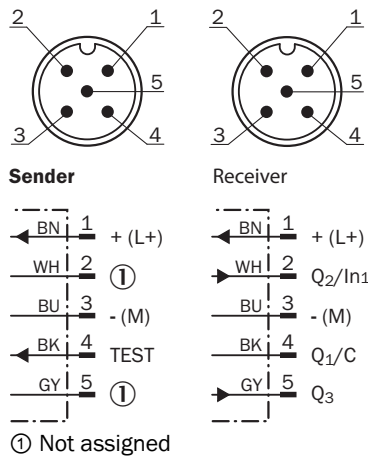 2 1 2 1
5 5
3 4 3 4
Sender Receiver
BN 1 + (L+) BN 1 + (L+)
WH 2 ① WH 2 Q2/In1
BU 3 - (M) BU 3 - (M)
BK 4 TEST BK 4 Q1/C
GY 5 ① GY 5 Q3
① Not assigned